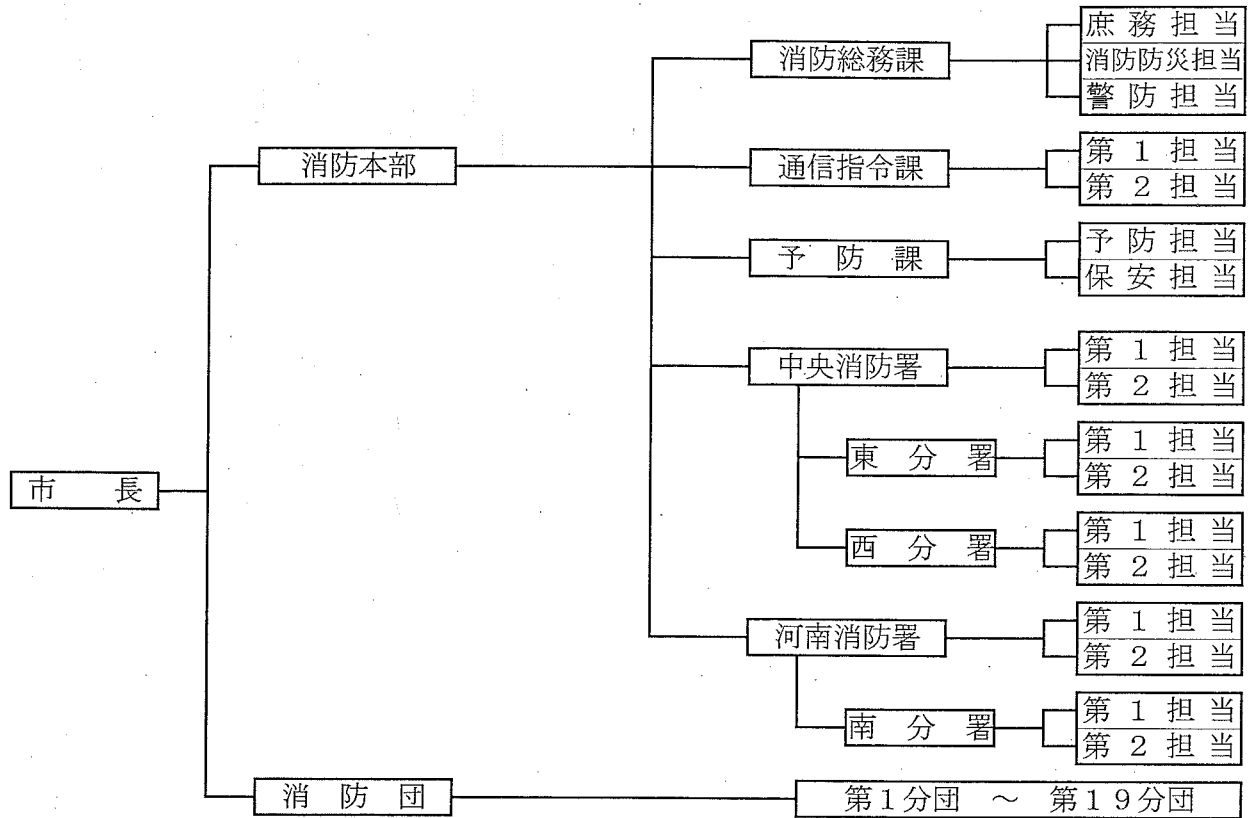 消防総務課
庶務担当
消防防災担当
警防担当
消防本部
通信指令課
第1担当
第2担当
予防課
予防担当
保安担当
中央消防署
第1担当
第2担当
東分署
第1担当
第2担当
市長
西分署
第1担当
第2担当
河南消防署
第1担当
第2担当
南分署
第1担当
第2担当
消防団
第1分団 ～ 第19分団